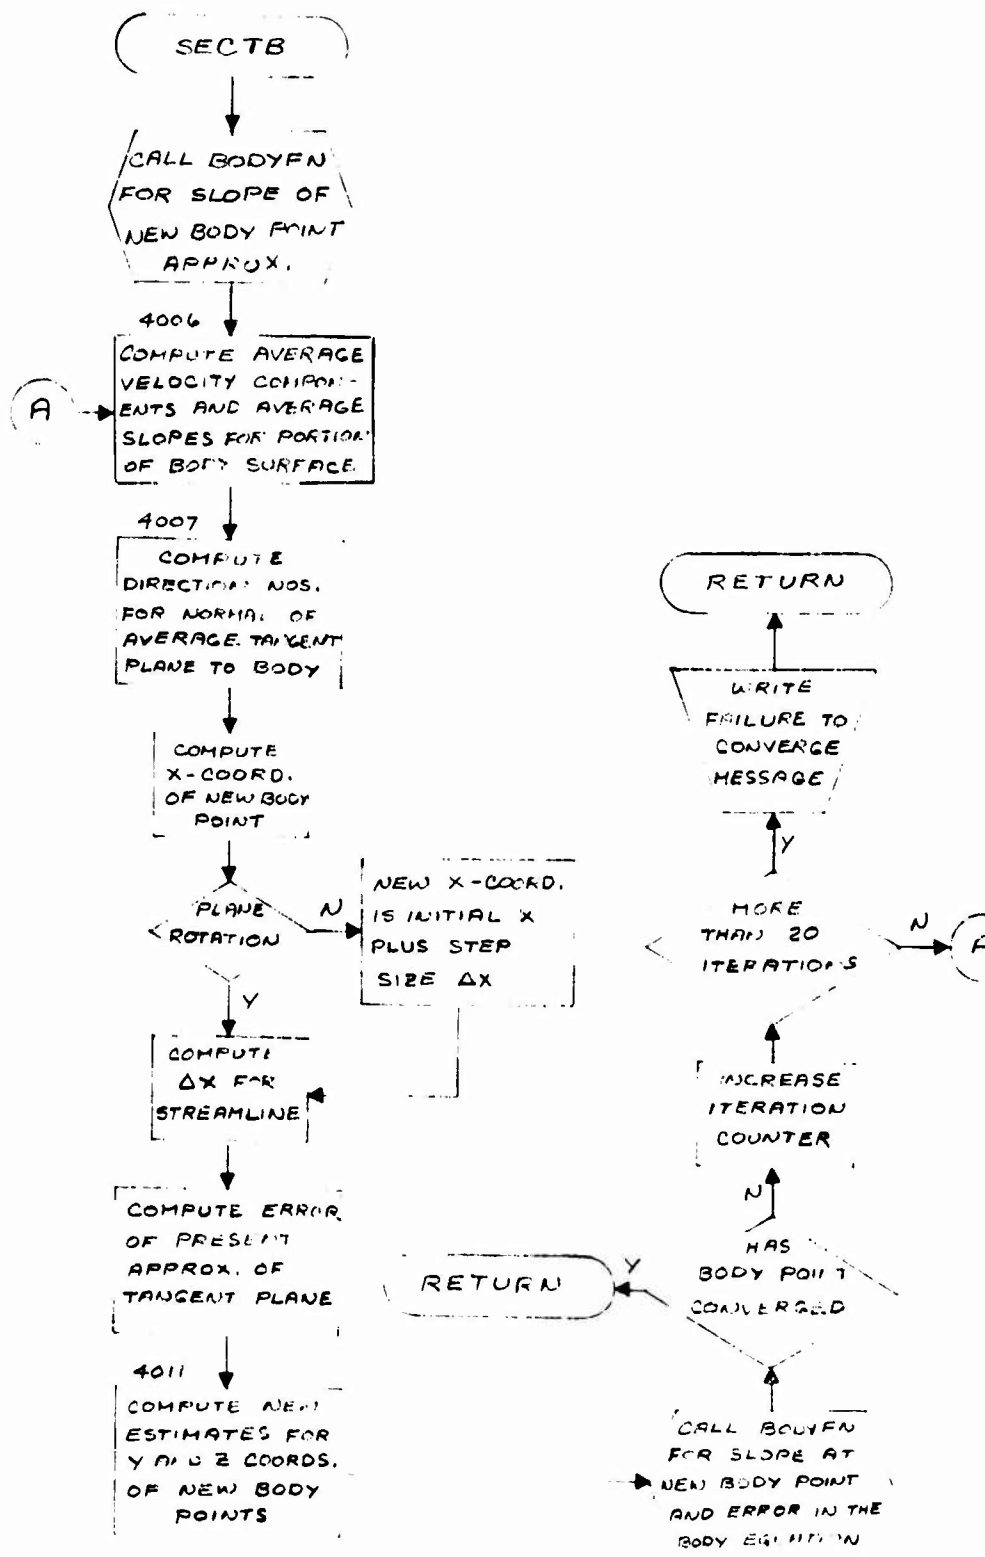 SECTB
CALL BODYFN
FOR SLOPE OF
NEW BODY POINT
APPROX.
4006
COMPUTE AVERAGE
VELOCITY COMPON-
ENTS AND AVERAGE
SLOPES FOR PORTION
OF BODY SURFACE
A
4007
COMPUTE
DIRECTION NOS.
FOR NORMAL OF
AVERAGE TANGENT
PLANE TO BODY
COMPUTE
X-COORD.
OF NEW BODY
POINT
PLANE
ROTATION
N
Y
NEW X-COORD.
IS INITIAL X
PLUS STEP
SIZE ΔX
COMPUTE
ΔX FOR
STREAMLINE
COMPUTE ERROR
OF PRESENT
APPROX. OF
TANGENT PLANE
4011
COMPUTE NEW
ESTIMATES FOR
Y AND Z COORDS.
OF NEW BODY
POINTS
RETURN
WRITE
FAILURE TO
CONVERGE
MESSAGE
Y
MORE
THAN 20
ITERATIONS
N
A
INCREASE
ITERATION
COUNTER
N
HAS
BODY POINT
CONVERGED
Y
RETURN
CALL BODYFN
FOR SLOPE AT
NEW BODY POINT
AND ERROR IN THE
BODY EQUATION